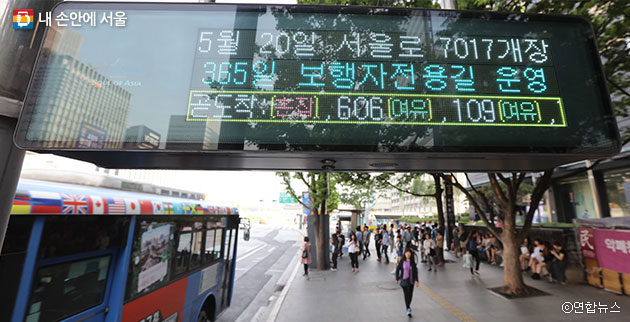 내 손안에 서울
5월 20일 서울로 7017개장
365일 보행자전용길 운영
곧도착:(혼잡),606(여유),109(여유),
ⓒ연합뉴스